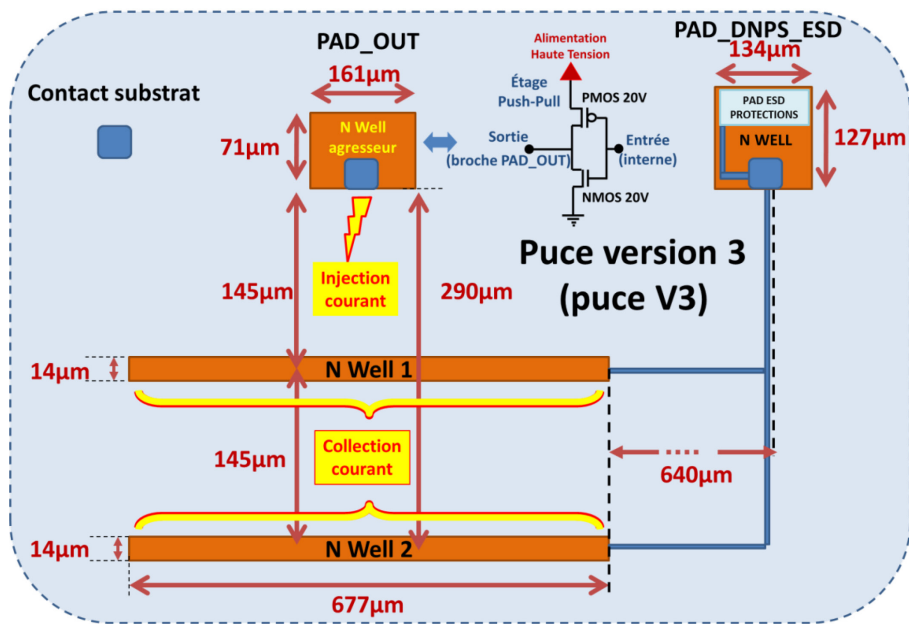 PAD_OUT
161µm
PAD_DNPS_ESD
134µm
Contact substrat
71µm
N Well
agresseur
Alimentation
Haute Tension
Étage
Push-Pull
PMOS 20V
Sortie
(broche PAD_OUT)
Entrée
(interne)
NMOS 20V
PAD ESD
PROTECTIONS
N WELL
127µm
Puce version 3
(puce V3)
145µm
Injection
courant
290µm
14µm
N Well 1
145µm
Collection
courant
640µm
14µm
N Well 2
677µm